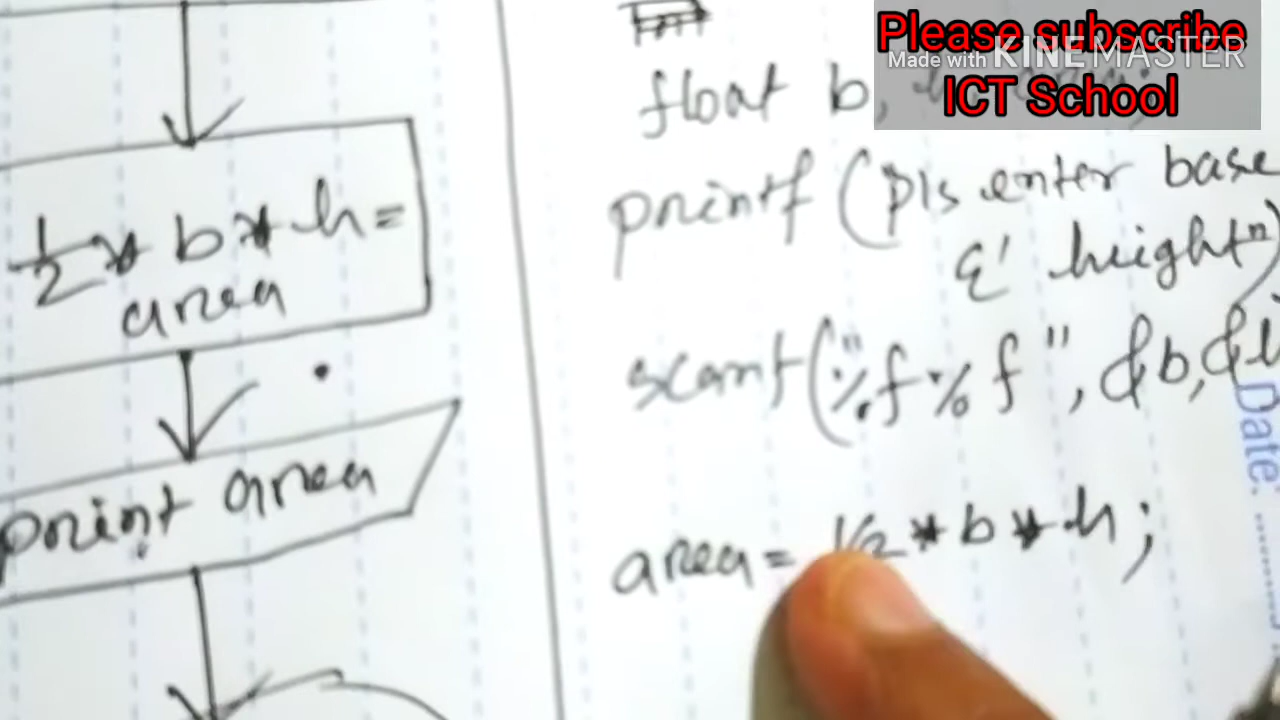 1/2 * b * h =
area
print area
float b,
printf (pls enter base
& height")
scanf("%f %f", &b, &
area = 1/2 * b * h;
Date:
Please subscribe
Made with KINEMASTER
ICT School